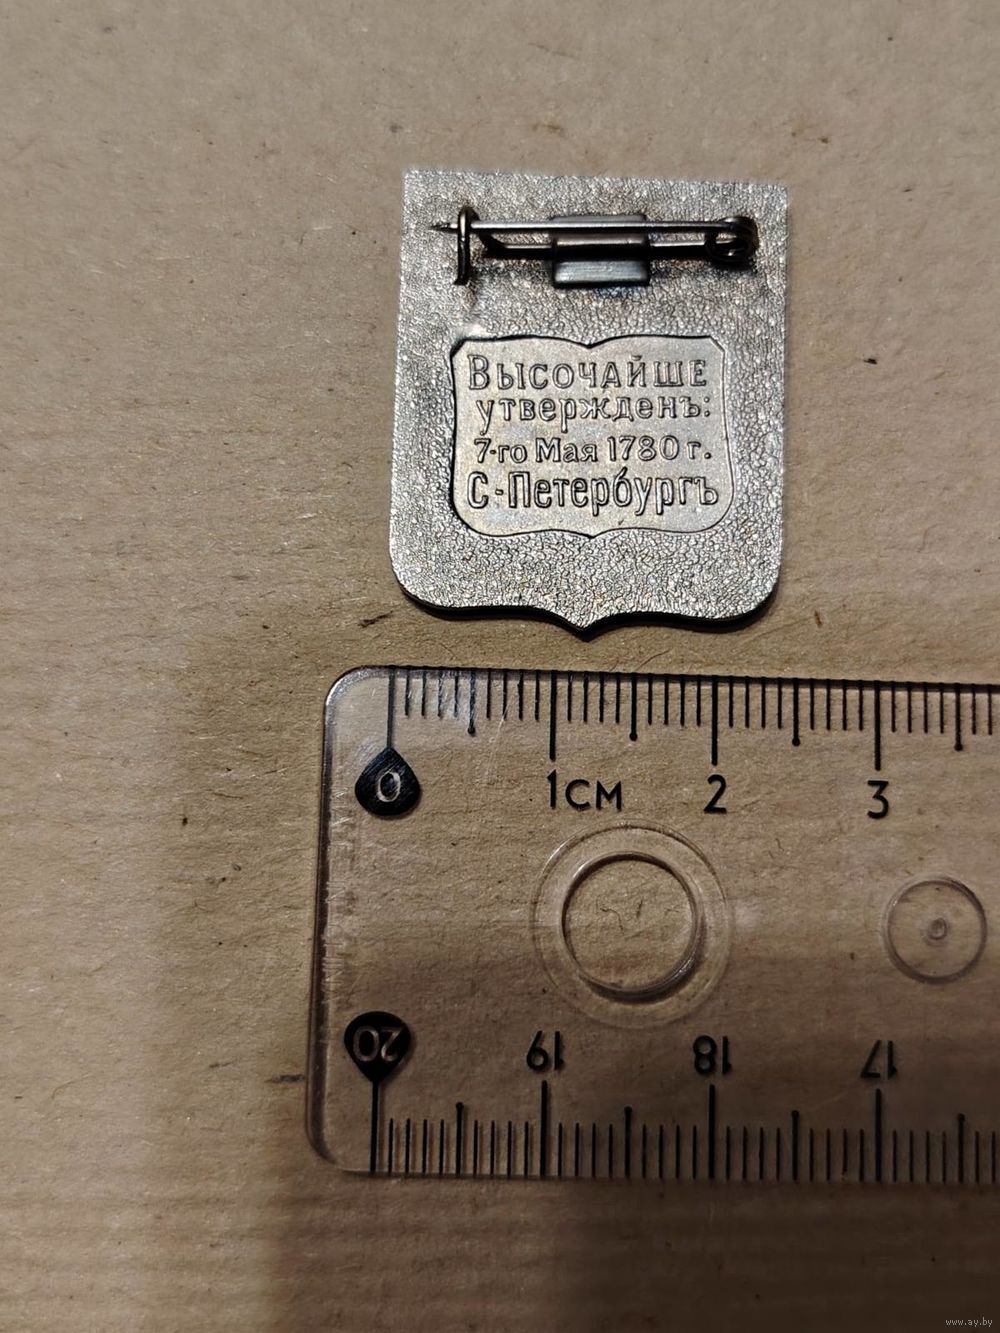 Высочайше
утвержденъ:
7-го Мая 1780 г.
С-Петербургъ
0
1СМ
2
3
20
19
18
17
www.ay.by